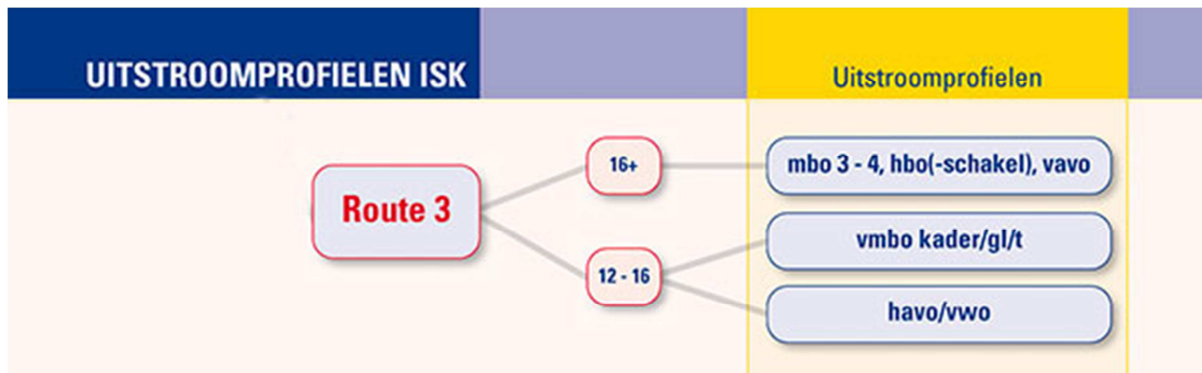 UITSTROOMPROFIELEN ISK
Uitstroomprofielen
Route 3
16+
mbo 3 - 4, hbo(-schakel), vavo
12 - 16
vmbo kader/gl/t
havo/vwo